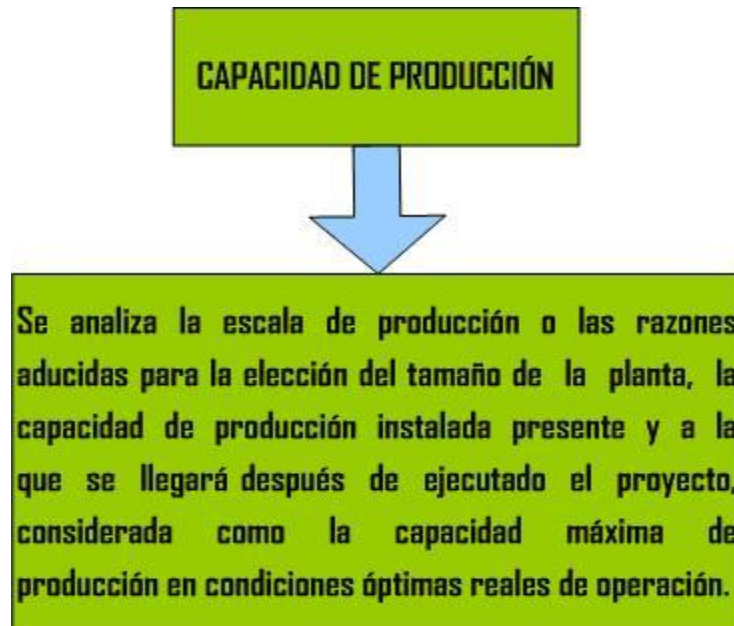 CAPACIDAD DE PRODUCCIÓN
Se analiza la escala de producción o las razones
aducidas para la elección del tamaño de la planta, la
capacidad de producción instalada presente y a la
que se llegará después de ejecutado el proyecto,
considerada como la capacidad máxima de
producción en condiciones óptimas reales de operación.